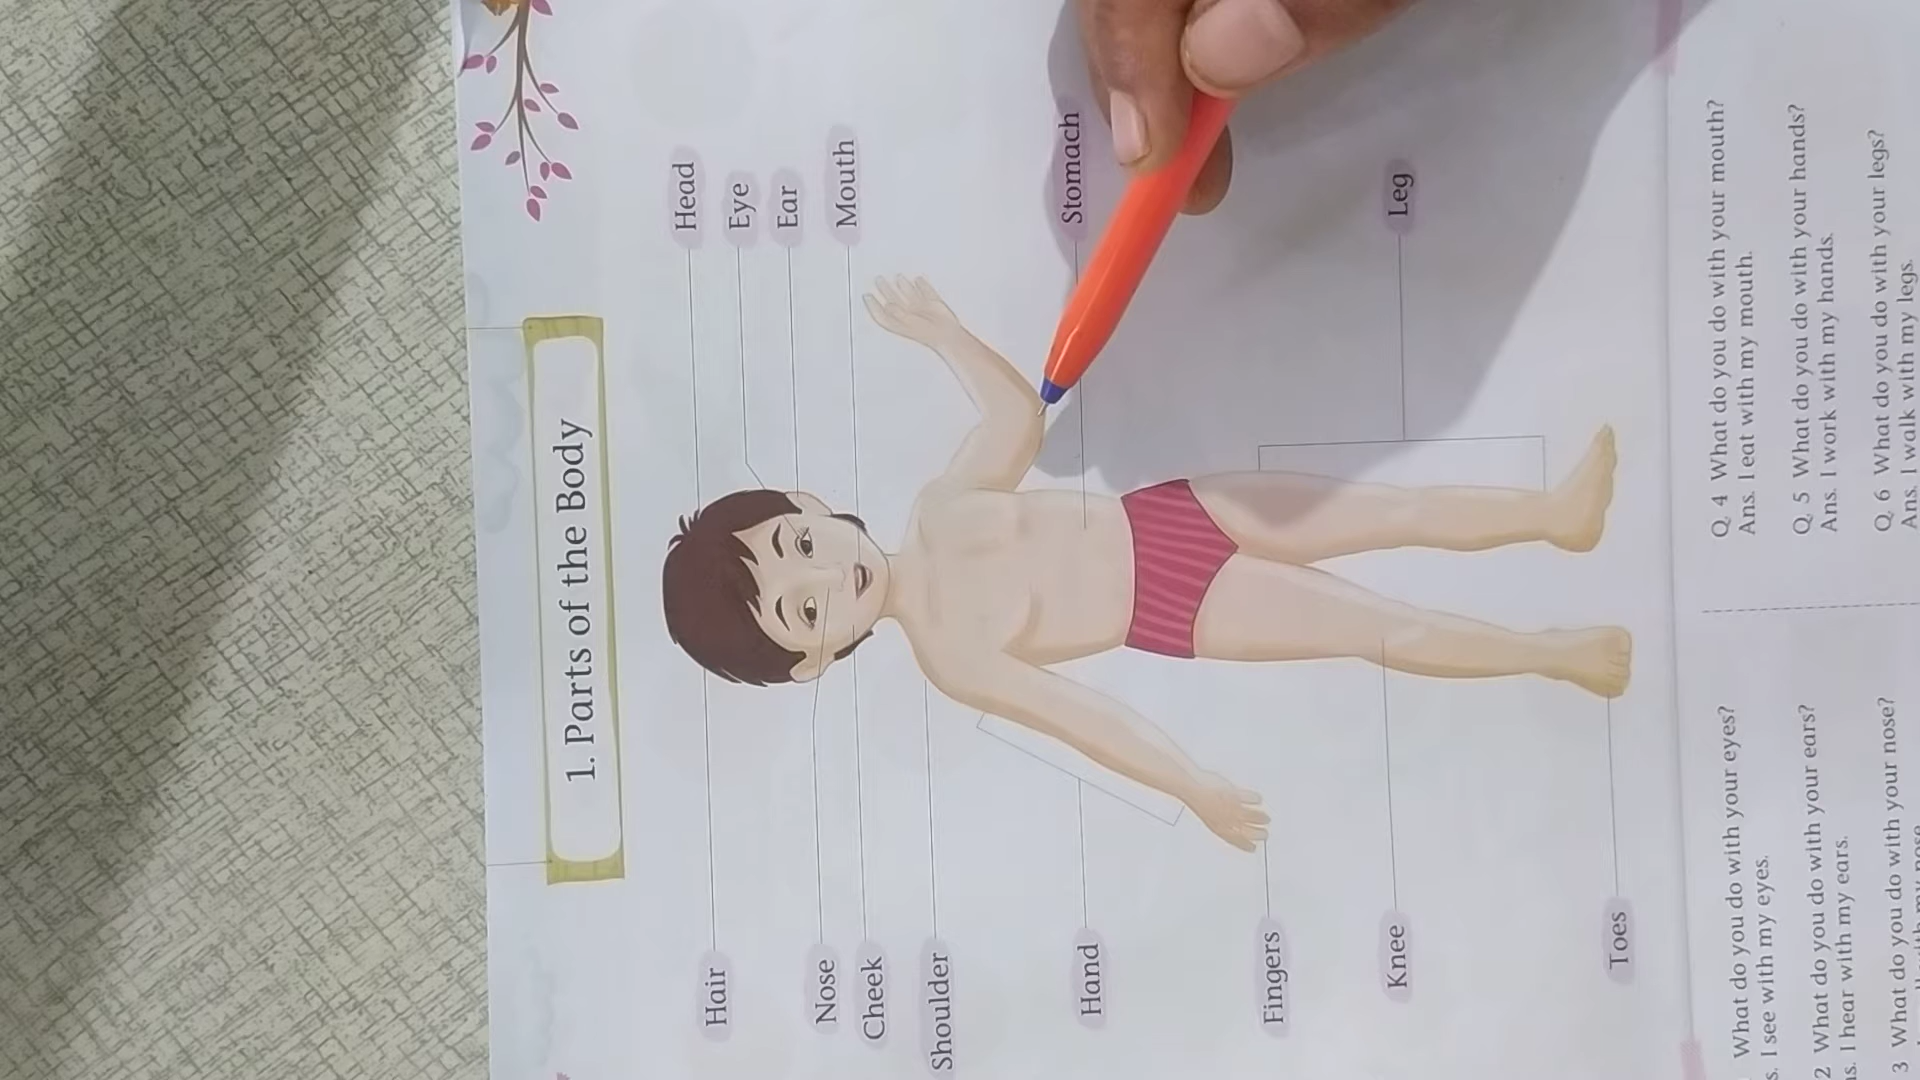 1. Parts of the Body
Hair
Head
Eye
Nose
Ear
Cheek
Mouth
Shoulder
Hand
Stomach
Fingers
Knee
Leg
Toes
What do you do with your eyes?
s. I see with my eyes.
2 What do you do with your ears?
ns. I hear with my ears.
3 What do you do with your nose?
Q. 4 What do you do with your mouth?
Ans. I eat with my mouth.
Q. 5 What do you do with your hands?
Ans. I work with my hands.
Q. 6 What do you do with your legs?
Ans. I walk with my legs.